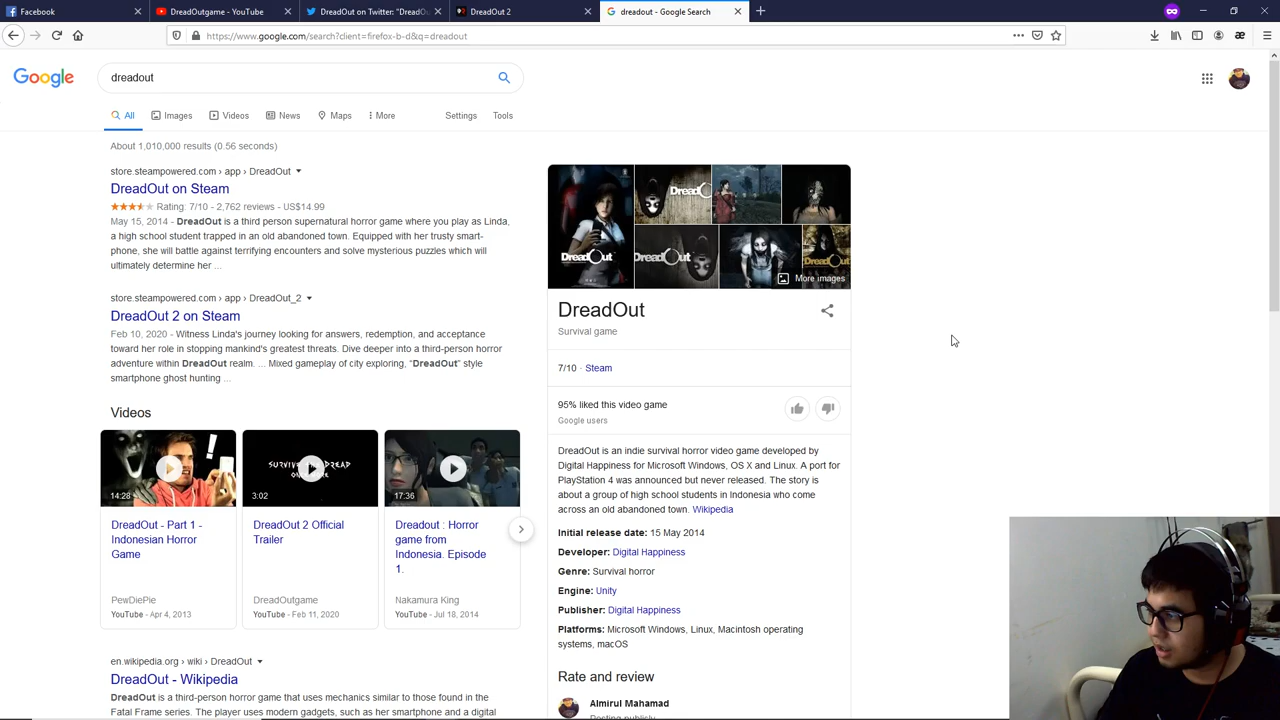 Facebook
DreadOutgame - YouTube
DreadOut on Twitter: "DreadOu
DreadOut 2
dreadout - Google Search
https://www.google.com/search?client=firefox-b-d&q=dreadout
Google
dreadout
All
Images
Videos
News
Maps
More
Settings
Tools
About 1,010,000 results (0.56 seconds)
store.steampowered.com › app › DreadOut
DreadOut on Steam
Rating: 7/10 - 2,762 reviews - US$14.99
May 15, 2014 - DreadOut is a third person supernatural horror game where you play as Linda,
a high school student trapped in an old abandoned town. Equipped with her trusty smart-
phone, she will battle against terrifying encounters and solve mysterious puzzles which will
ultimately determine her ...
store.steampowered.com › app › DreadOut_2
DreadOut 2 on Steam
Feb 10, 2020 - Witness Linda's journey looking for answers, redemption, and acceptance
toward her role in stopping mankind's greatest threats. Dive deeper into a third-person horror
adventure within DreadOut realm. ... Mixed gameplay of city exploring, "DreadOut" style
smartphone ghost hunting ...
Videos
14:28
DreadOut - Part 1 -
Indonesian Horror
Game
PewDiePie
YouTube - Apr 4, 2013
SURVIVE THE DREAD
3:02
DreadOut 2 Official
Trailer
DreadOutgame
YouTube - Feb 11, 2020
17:36
Dreadout : Horror
game from
Indonesia. Episode
1.
Nakamura King
YouTube - Jul 18, 2014
en.wikipedia.org › wiki › DreadOut
DreadOut - Wikipedia
DreadOut is a third-person horror game that uses mechanics similar to those found in the
Fatal Frame series. The player uses modern gadgets, such as her smartphone and a digital
DreadOut
DreadO
DreadOut
DreadOut
More images
DreadOut
Survival game
7/10 · Steam
95% liked this video game
Google users
DreadOut is an indie survival horror video game developed by
Digital Happiness for Microsoft Windows, OS X and Linux. A port for
PlayStation 4 was announced but never released. The story is
about a group of high school students in Indonesia who come
across an old abandoned town. Wikipedia
Initial release date: 15 May 2014
Developer: Digital Happiness
Genre: Survival horror
Engine: Unity
Publisher: Digital Happiness
Platforms: Microsoft Windows, Linux, Macintosh operating
systems, macOS
Rate and review
Almirul Mahamad
Posting publicly